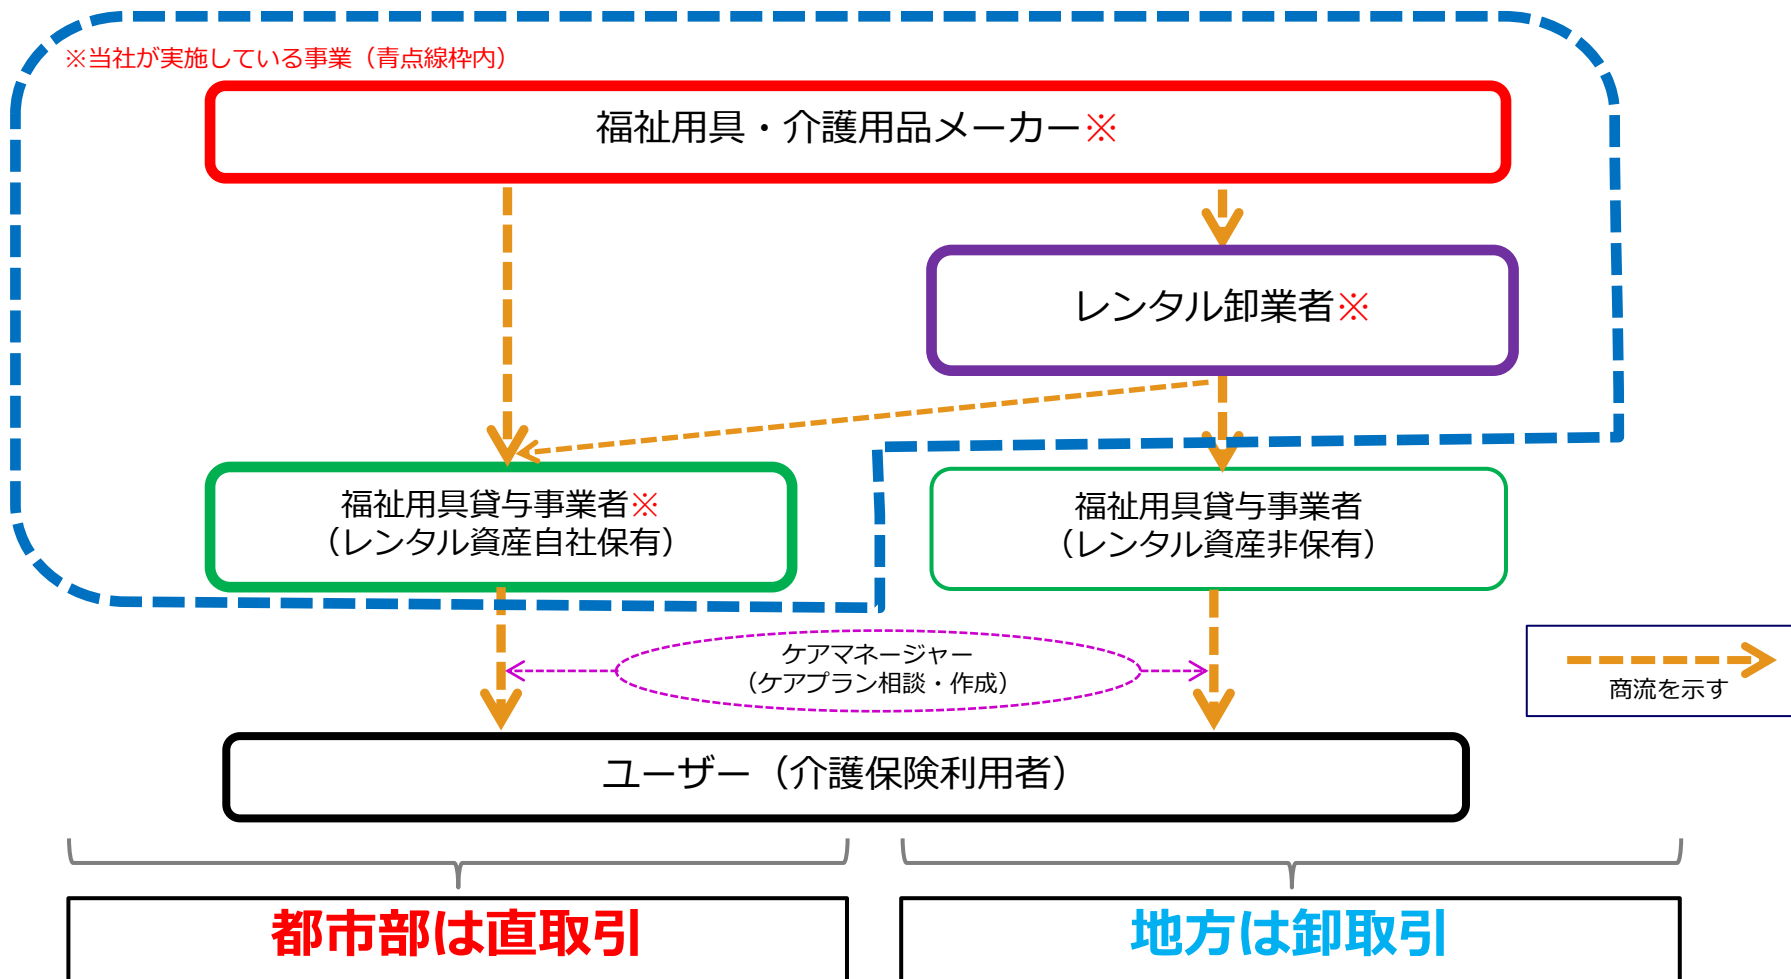 ※当社が実施している事業（青点線枠内）
福祉用具・介護用品メーカー※
レンタル卸業者※
福祉用具貸与事業者※
（レンタル資産自社保有）
福祉用具貸与事業者
（レンタル資産非保有）
ケアマネージャー
（ケアプラン相談・作成）
商流を示す
ユーザー（介護保険利用者）
都市部は直取引
地方は卸取引